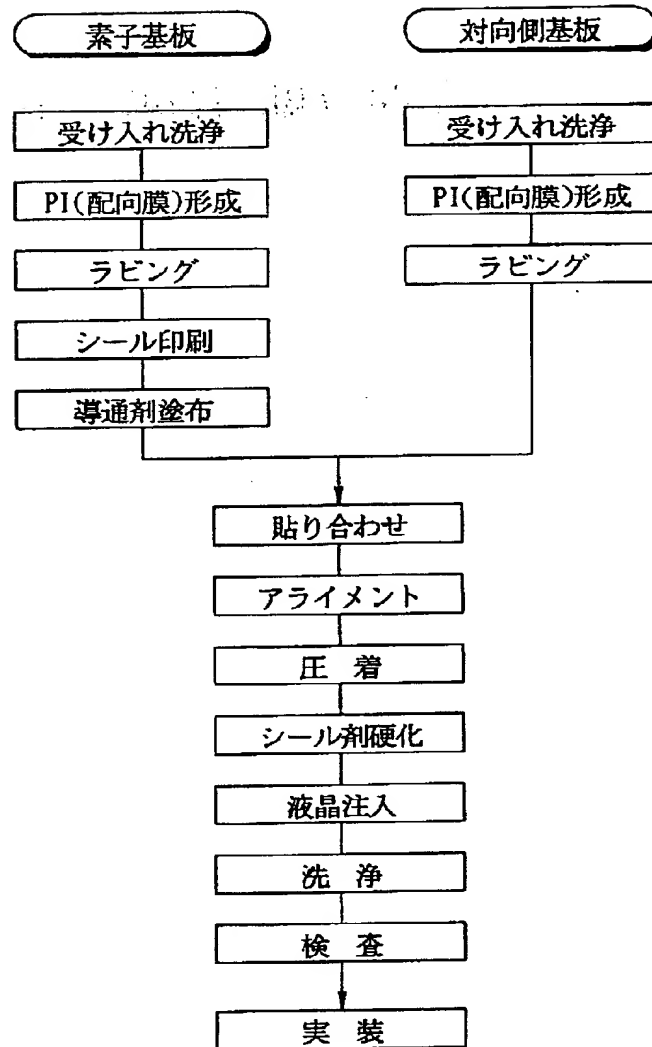 素子基板
受け入れ洗浄
PI(配向膜)形成
ラビング
シール印刷
導通剤塗布
対向側基板
受け入れ洗浄
PI(配向膜)形成
ラビング
貼り合わせ
アライメント
圧 着
シール剤硬化
液晶注入
洗 浄
検 査
実 装